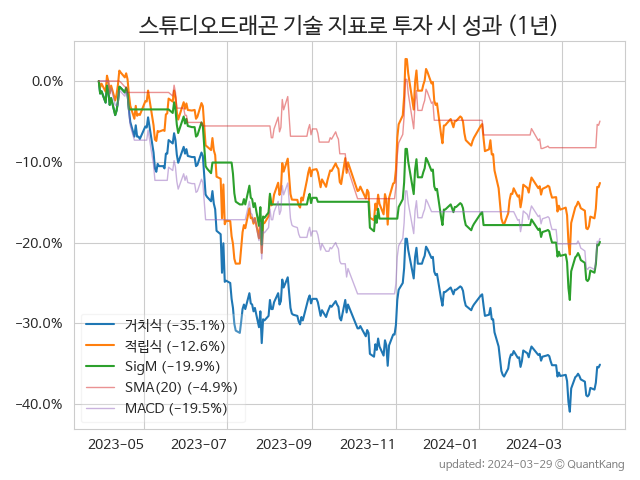 스튜디오드래곤 기술 지표로 투자 시 성과 (1년)
0.0%
−10.0%
−20.0%
−30.0%
−40.0%
거치식 (−35.1%)
적립식 (−12.6%)
SigM (−19.9%)
SMA(20) (−4.9%)
MACD (−19.5%)
2023-05 2023-07 2023-09 2023-11 2024-01 2024-03
updated: 2024-03-29 © QuantKang